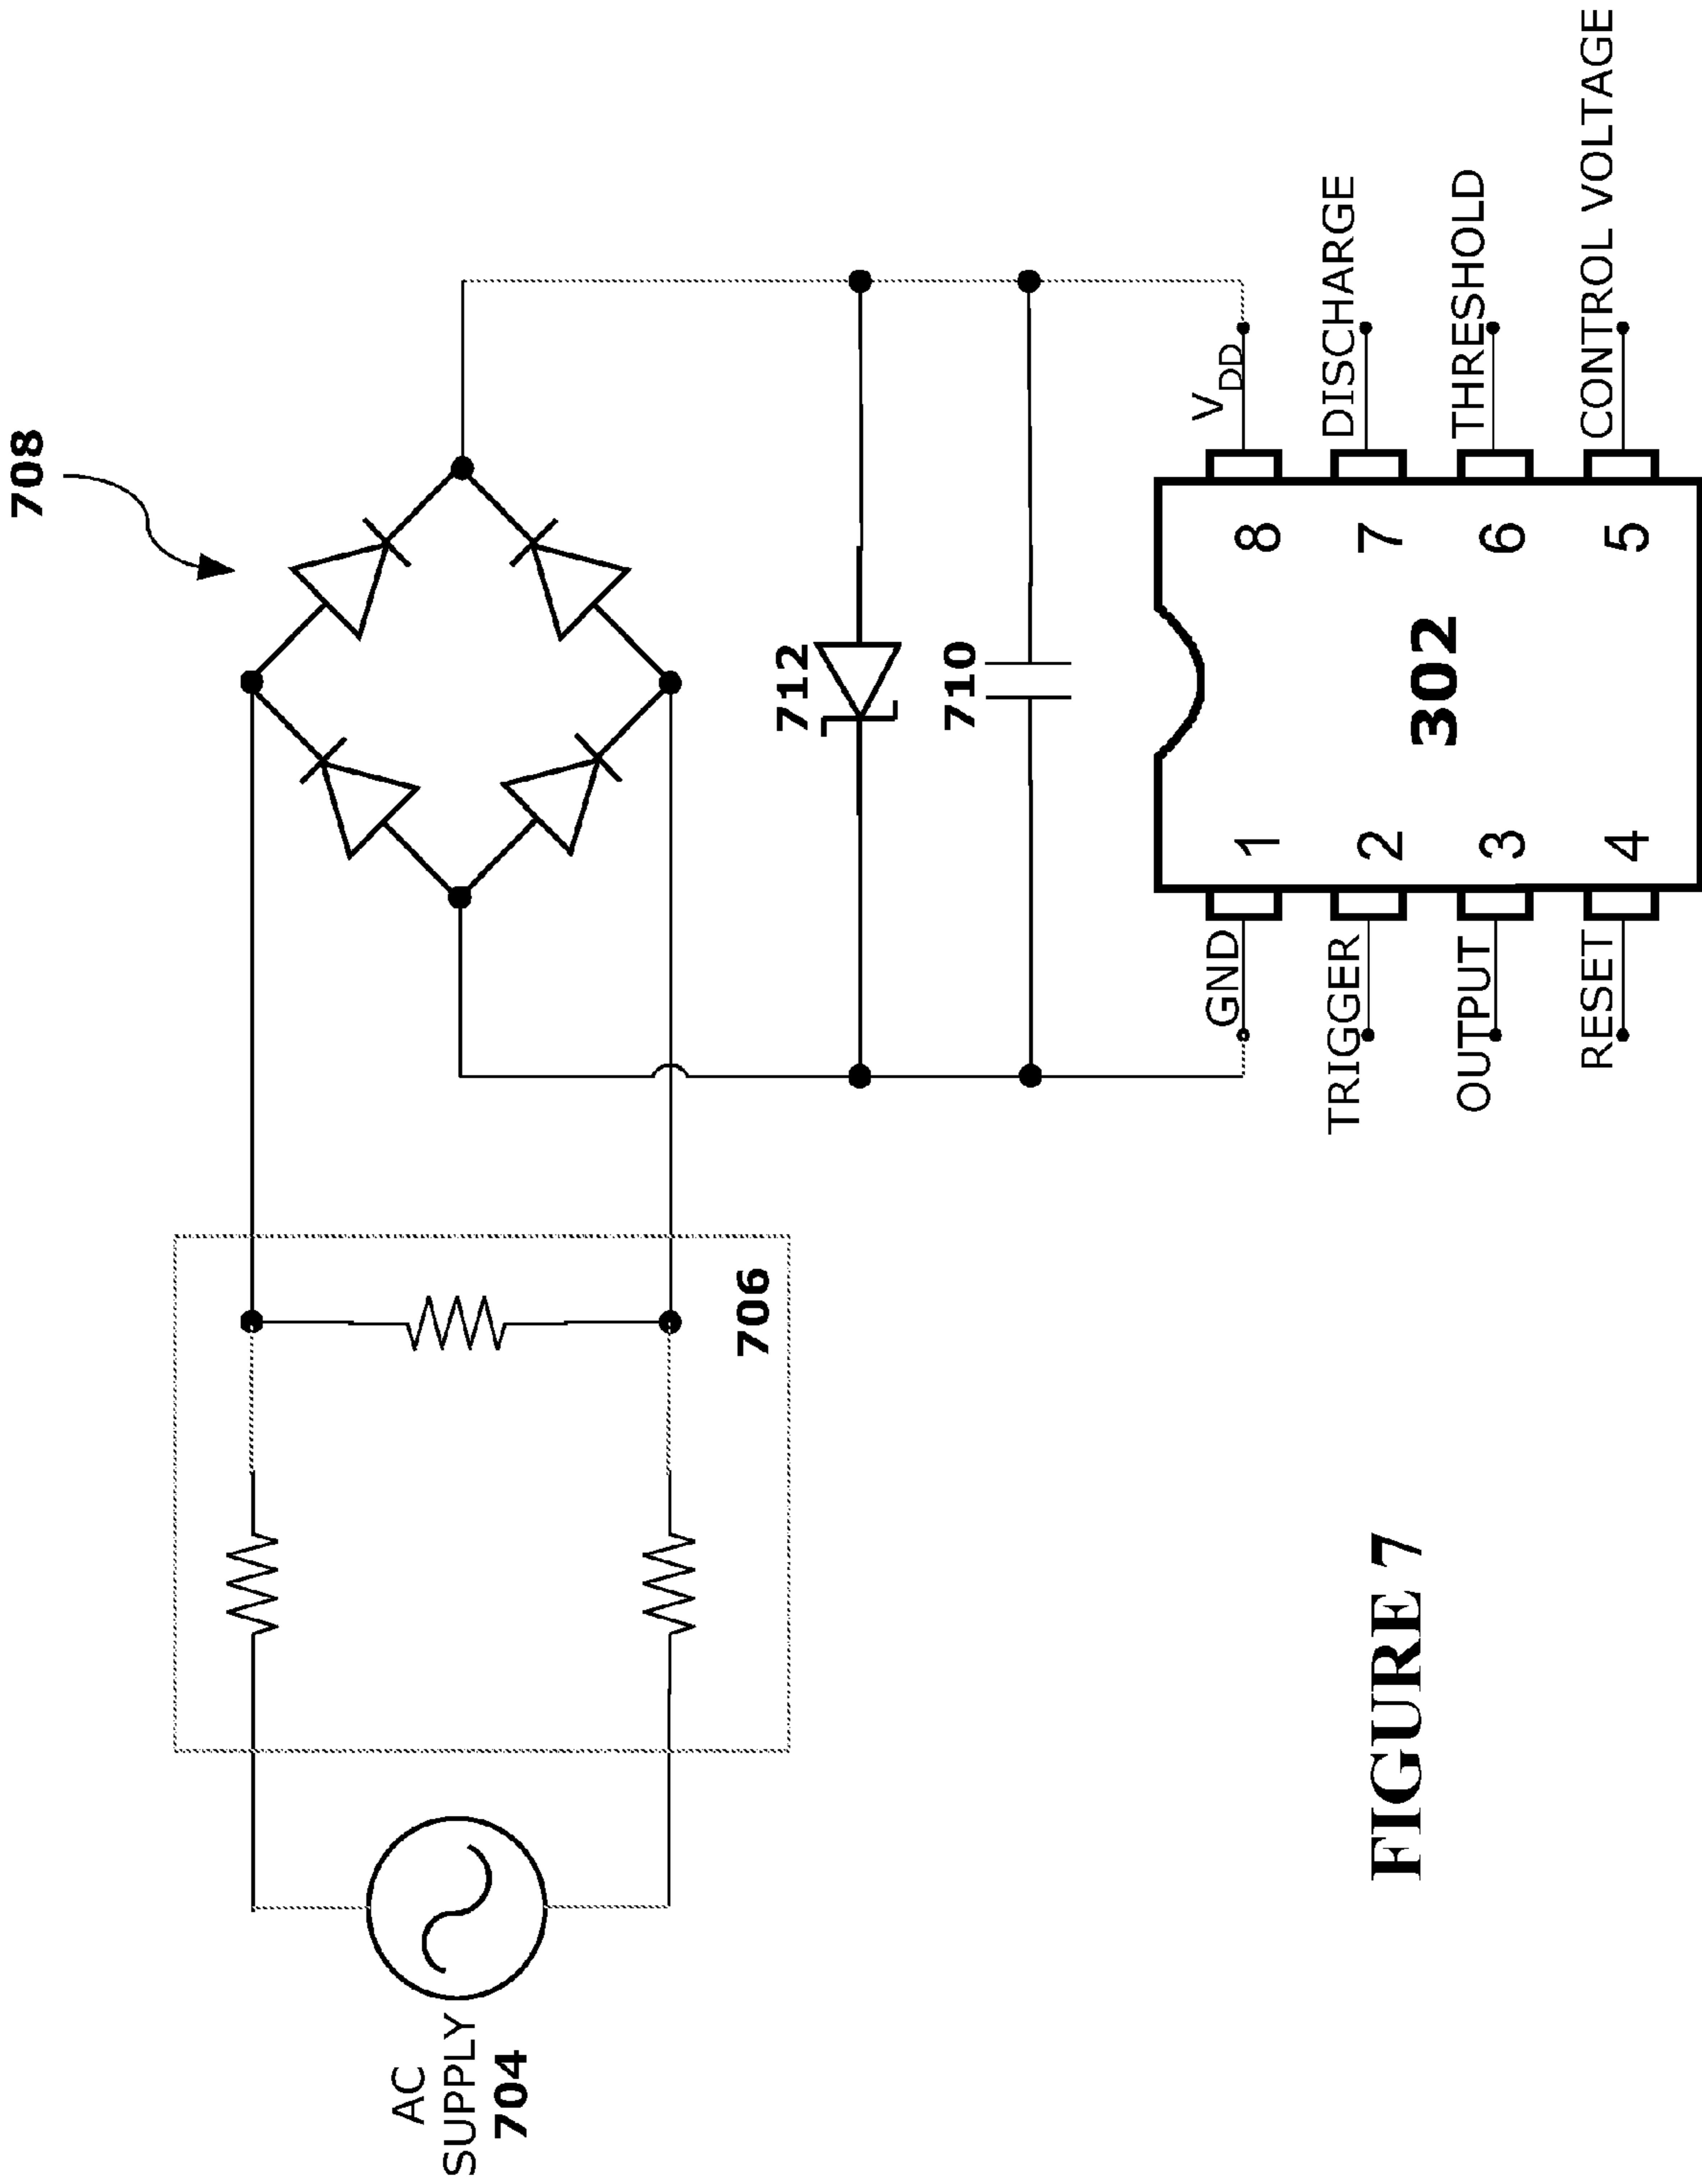 708
AC
SUPPLY
704
706
712
710
GND
TRIGGER
OUTPUT
RESET
1
2
3
4
302
8
7
6
5
VDD
DISCHARGE
THRESHOLD
CONTROL VOLTAGE
FIGURE 7